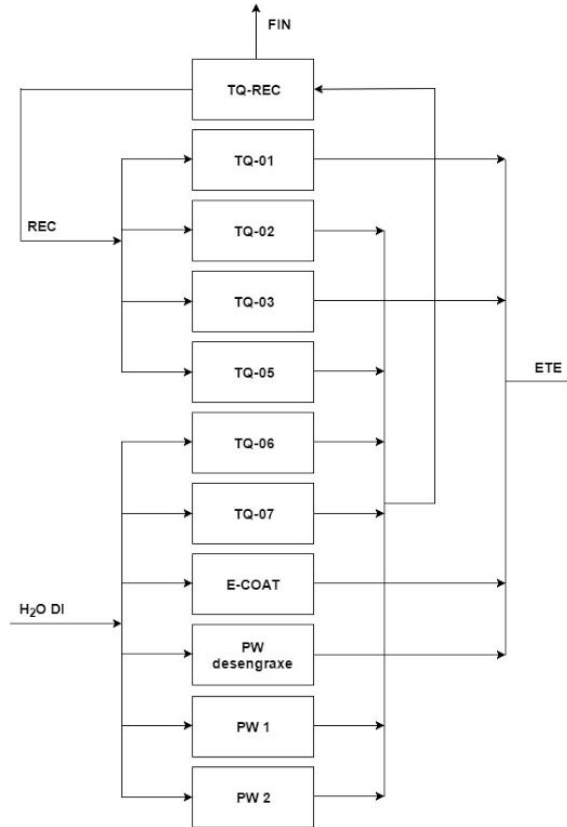 FIN
TQ-REC
TQ-01
REC
TQ-02
TQ-03
TQ-05
ETE
TQ-06
TQ-07
E-COAT
H₂O DI
PW
desengraxe
PW 1
PW 2